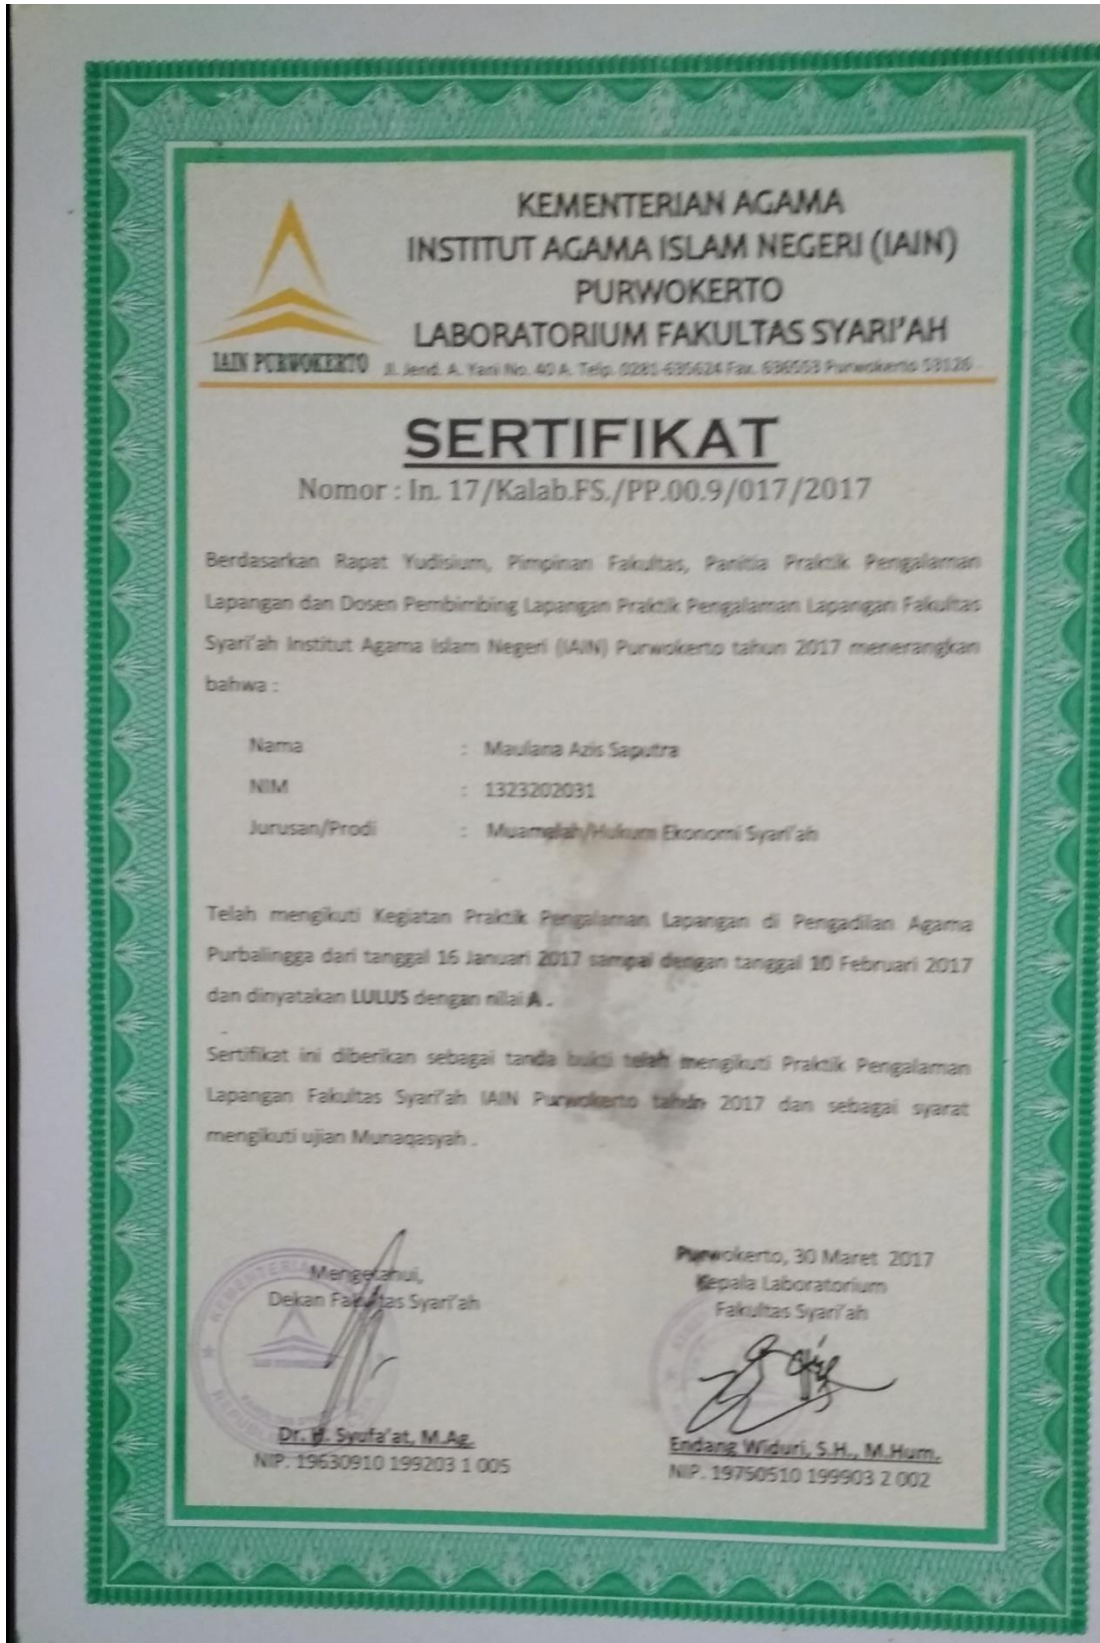 KEMENTERIAN AGAMA
INSTITUT AGAMA ISLAM NEGERI (IAIN)
PURWOKERTO
LABORATORIUM FAKULTAS SYARI'AH
IAIN PURWOKERTO
Jl. Jend. A. Yani No. 40 A. Telp. 0281-635624 Fax. 636553 Purwokerto 53126
SERTIFIKAT
Nomor : In. 17/Kalab.FS./PP.00.9/017/2017
Berdasarkan Rapat Yudisium, Pimpinan Fakultas, Panitia Praktik Pengalaman
Lapangan dan Dosen Pembimbing Lapangan Praktik Pengalaman Lapangan Fakultas
Syari'ah Institut Agama Islam Negeri (IAIN) Purwokerto tahun 2017 menerangkan
bahwa :
Nama : Maulana Azis Saputra
NIM : 1323202031
Jurusan/Prodi : Muamalah/Hukum Ekonomi Syari'ah
Telah mengikuti Kegiatan Praktik Pengalaman Lapangan di Pengadilan Agama
Purbalingga dari tanggal 16 Januari 2017 sampai dengan tanggal 10 Februari 2017
dan dinyatakan LULUS dengan nilai A .
Sertifikat ini diberikan sebagai tanda bukti telah mengikuti Praktik Pengalaman
Lapangan Fakultas Syari'ah IAIN Purwokerto tahun 2017 dan sebagai syarat
mengikuti ujian Munaqasyah .
Mengetahui,
Dekan Fakultas Syari'ah
Dr. H. Syufa'at, M.Ag.
NIP. 19630910 199203 1 005
Purwokerto, 30 Maret 2017
Kepala Laboratorium
Fakultas Syari'ah
Endang Widuri, S.H., M.Hum.
NIP. 19750510 199903 2 002